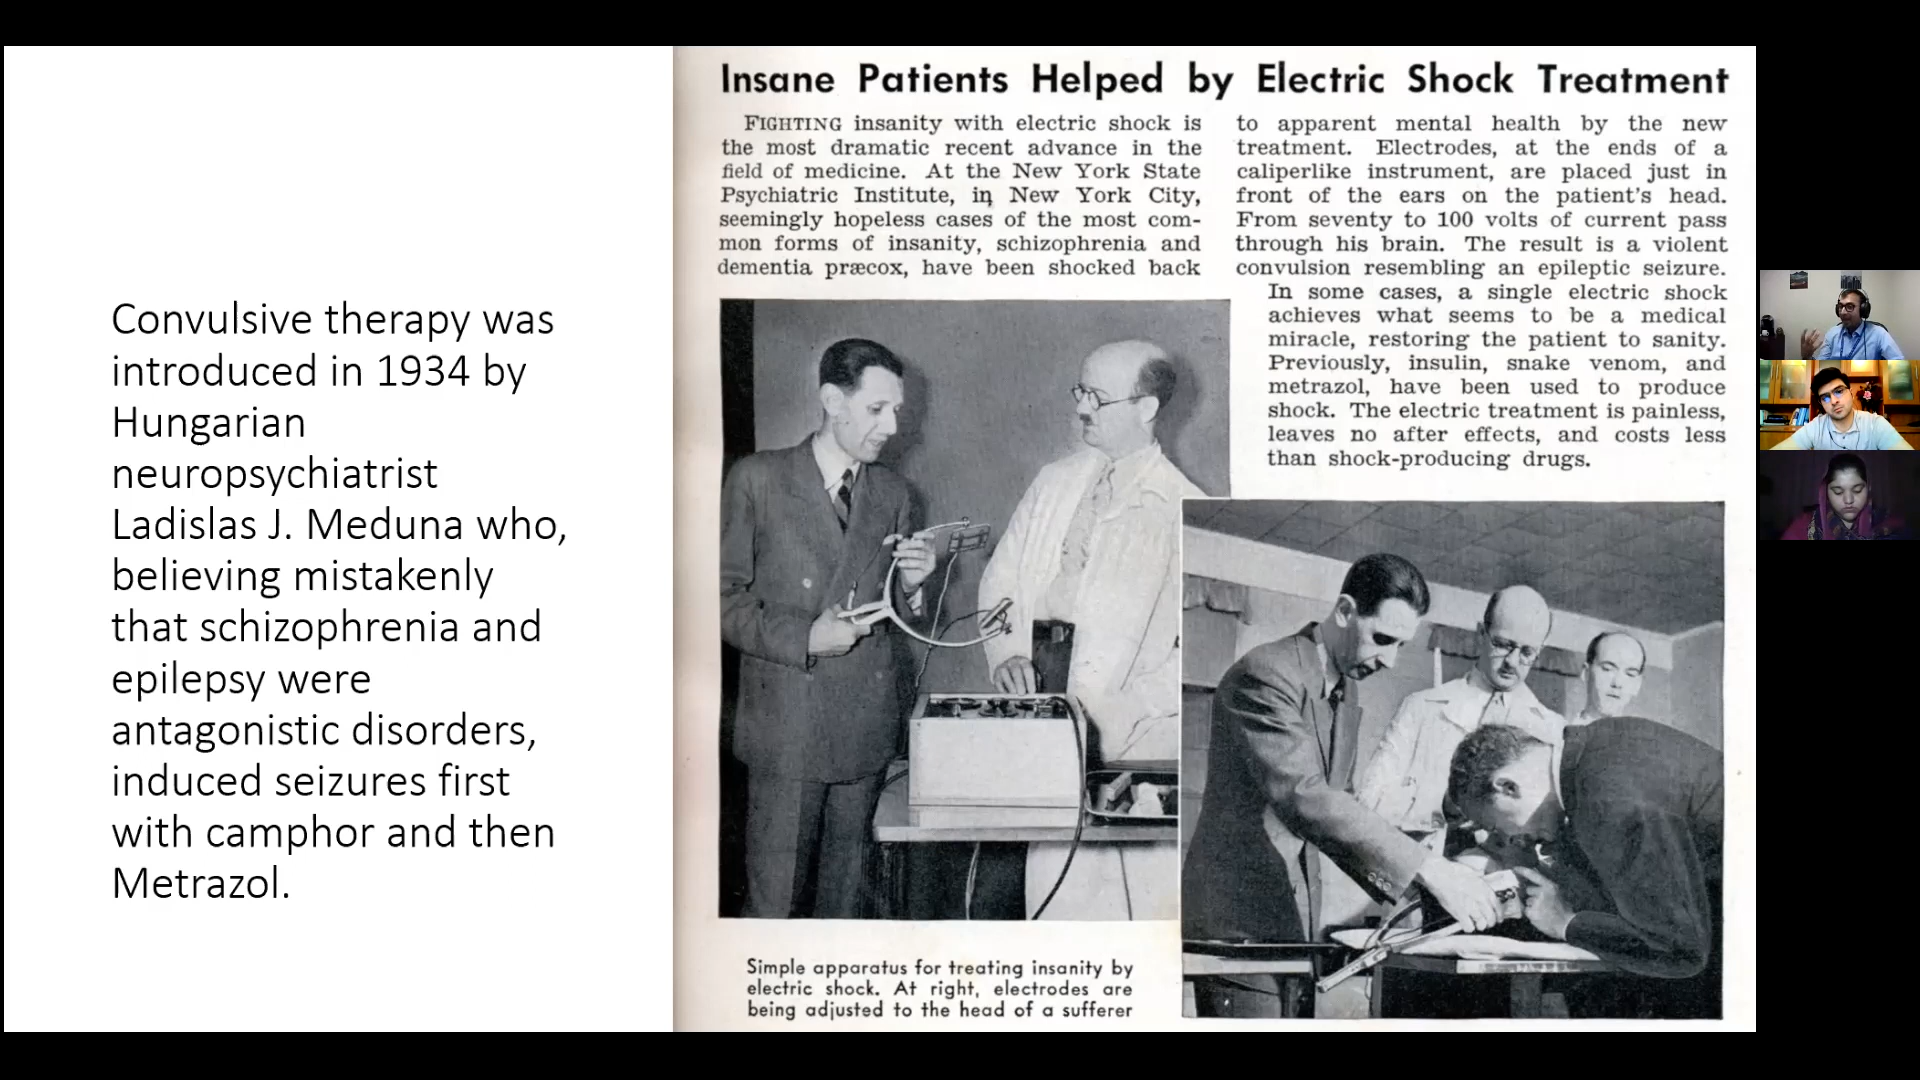 Convulsive therapy was
introduced in 1934 by
Hungarian
neuropsychiatrist
Ladislas J. Meduna who,
believing mistakenly
that schizophrenia and
epilepsy were
antagonistic disorders,
induced seizures first
with camphor and then
Metrazol.
Insane Patients Helped by Electric Shock Treatment
FIGHTING insanity with electric shock is
the most dramatic recent advance in the
field of medicine. At the New York State
Psychiatric Institute, in New York City,
seemingly hopeless cases of the most com-
mon forms of insanity, schizophrenia and
dementia præcox, have been shocked back
to apparent mental health by the new
treatment. Electrodes, at the ends of a
caliperlike instrument, are placed just in
front of the ears on the patient's head.
From seventy to 100 volts of current pass
through his brain. The result is a violent
convulsion resembling an epileptic seizure.
In some cases, a single electric shock
achieves what seems to be a medical
miracle, restoring the patient to sanity.
Previously, insulin, snake venom, and
metrazol, have been used to produce
shock. The electric treatment is painless,
leaves no after effects, and costs less
than shock-producing drugs.
Simple apparatus for treating insanity by
electric shock. At right, electrodes are
being adjusted to the head of a sufferer